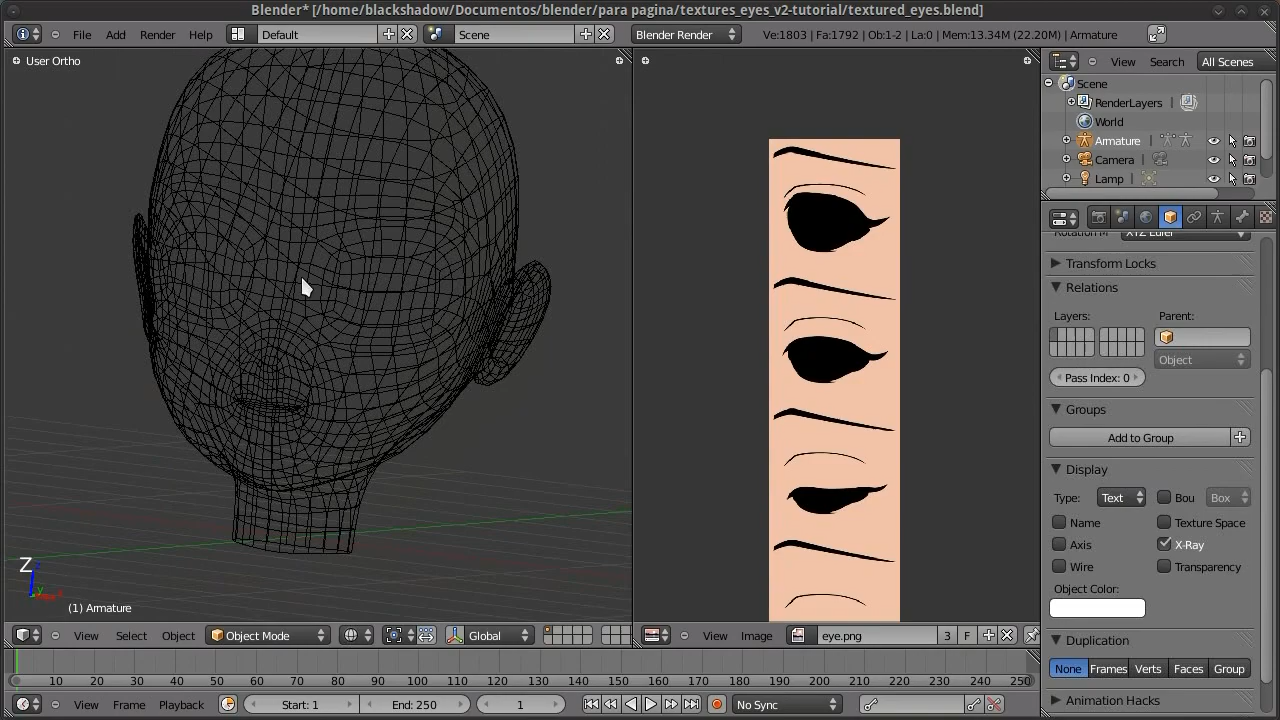 Blender* [/home/blackshadow/Documentos/blender/para pagina/textures_eyes_v2-tutorial/textured_eyes.blend]
File Add Render Help Default Scene Blender Render Ve:1803 | Fa:1792 | Ob:1-2 | La:0 | Mem:13.34M (22.20M) | Armature
User Ortho
View Search All Scenes
Scene
RenderLayers
World
Armature
Camera
Lamp
Transform Locks
Relations
Layers: Parent:
Object
Pass Index: 0
Groups
Add to Group
Display
Type: Text Bou Box
Name Texture Space
Axis X-Ray
Wire Transparency
Object Color:
Duplication
None Frames Verts Faces Group
Animation Hacks
Z
y
(1) Armature
View Select Object Object Mode Global
View Image eye.png 3 F
10 20 30 40 50 60 70 80 90 100 110 120 130 140 150 160 170 180 190 200 210 220 230 240 250
View Frame Playback Start: 1 End: 250 1 No Sync